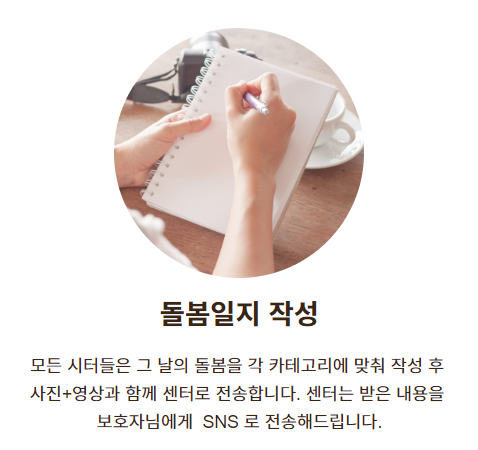 돌봄일지 작성
모든 시터들은 그 날의 돌봄을 각 카테고리에 맞춰 작성 후
사진+영상과 함께 센터로 전송합니다. 센터는 받은 내용을
보호자님에게  SNS 로 전송해드립니다.